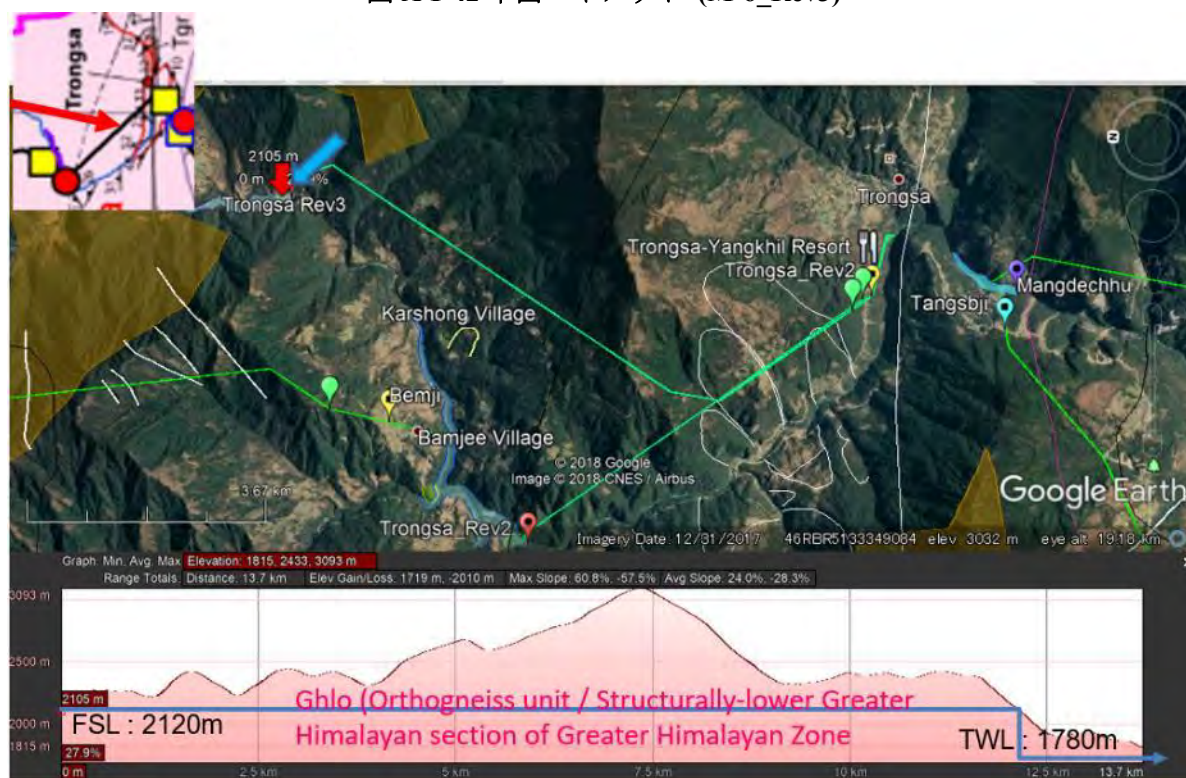 Trongsa
2105 m
0 m
Trongsa Rev3
Trongsa
Trongsa-Yangkhil Resort
Trongsa_Rev2
Mangdechhu
Tangsbji
Karshong Village
Bemji
Bamjee Village
© 2018 Google
Image © 2018 CNES / Airbus
3.67 km
Google Earth
Trongsa_Rev2
Imagery Date: 12/31/2017 46RBR5133349084 elev 3032 m eye alt 19.18 km
Graph: Min, Avg, Max Elevation: 1815, 2433, 3093 m
Range Totals: Distance: 13.7 km Elev Gain/Loss: 1719 m, -2010 m Max Slope: 60.8%, -57.5% Avg Slope: 24.0%, -28.3%
3093 m
2500 m
2105 m
Ghlo (Orthogneiss unit / Structurally-lower Greater
2000 m
FSL : 2120m
Himalayan section of Greater Himalayan Zone
TWL : 1780m
1815 m
27.9%
0 m 2.5 km 5 km 7.5 km 10 km 12.5 km 13.7 km